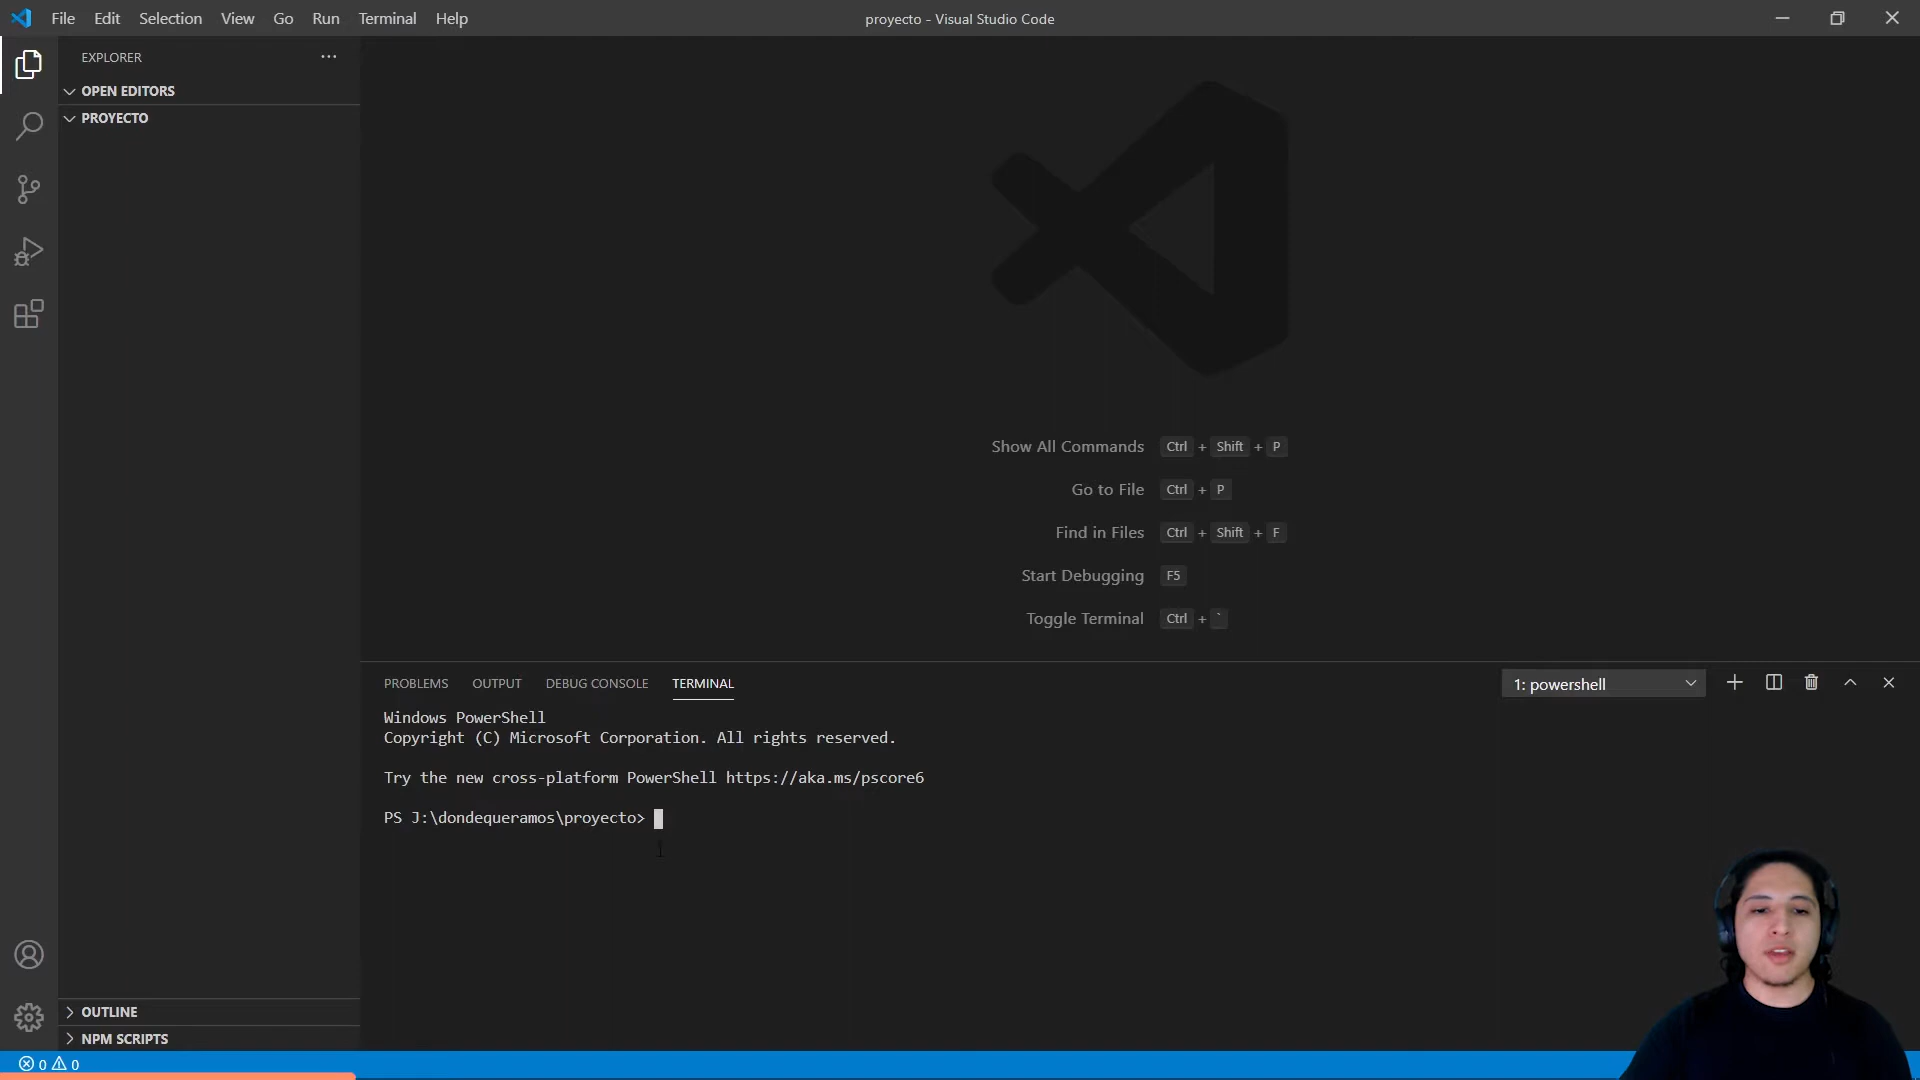 File Edit Selection View Go Run Terminal Help
proyecto - Visual Studio Code
EXPLORER
OPEN EDITORS
PROYECTO
Show All Commands Ctrl + Shift + P
Go to File Ctrl + P
Find in Files Ctrl + Shift + F
Start Debugging F5
Toggle Terminal Ctrl + `
PROBLEMS OUTPUT DEBUG CONSOLE TERMINAL
1: powershell
Windows PowerShell
Copyright (C) Microsoft Corporation. All rights reserved.
Try the new cross-platform PowerShell https://aka.ms/pscore6
PS J:\dondequeramos\proyecto>
OUTLINE
NPM SCRIPTS
0 0